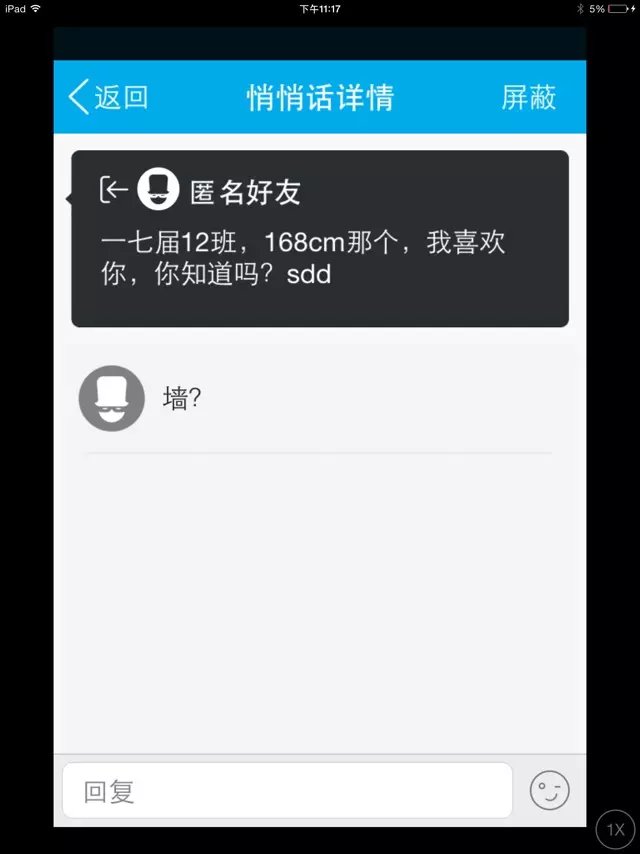 iPad 下午11:17 5%
返回 悄悄话详情 屏蔽
匿名好友
一七届12班，168cm那个，我喜欢
你，你知道吗？sdd
墙？
回复
1X